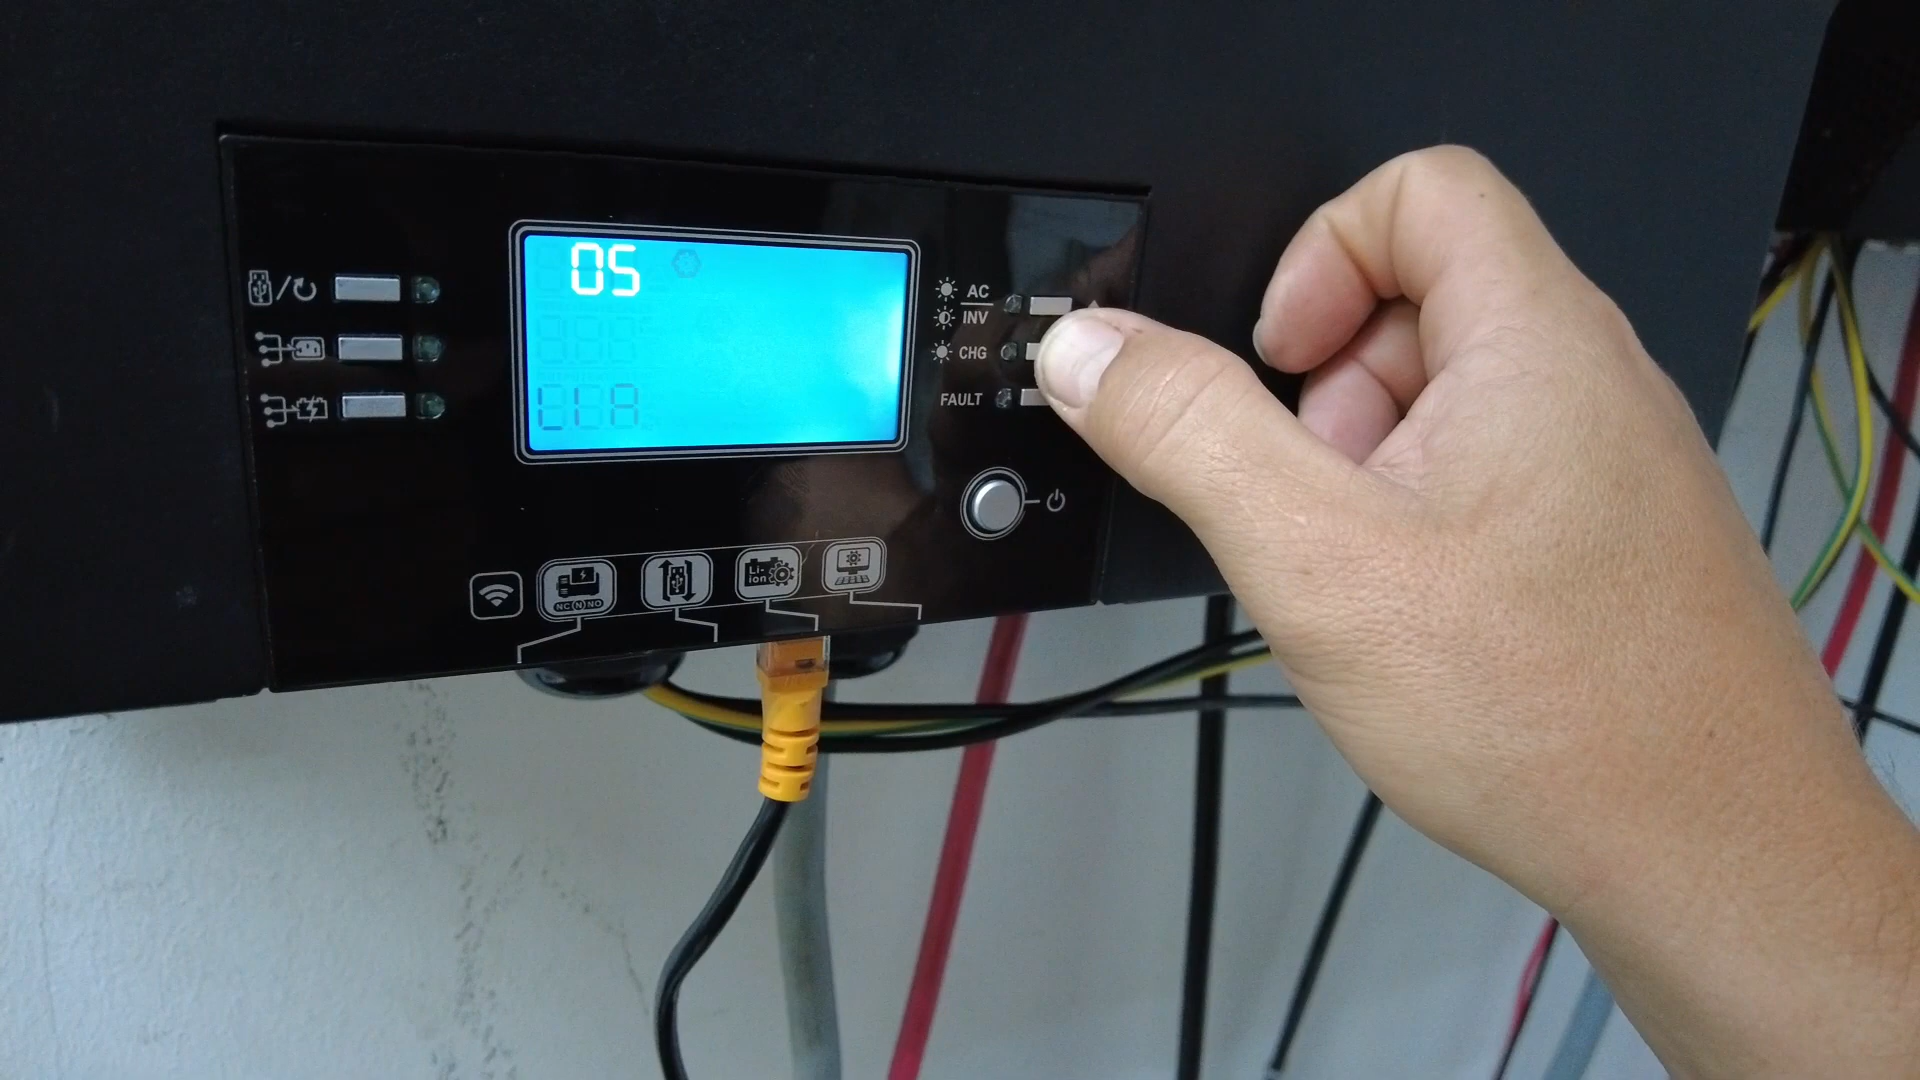 05
AC
INV
CHG
FAULT
NC(N)NO
Li-
ion